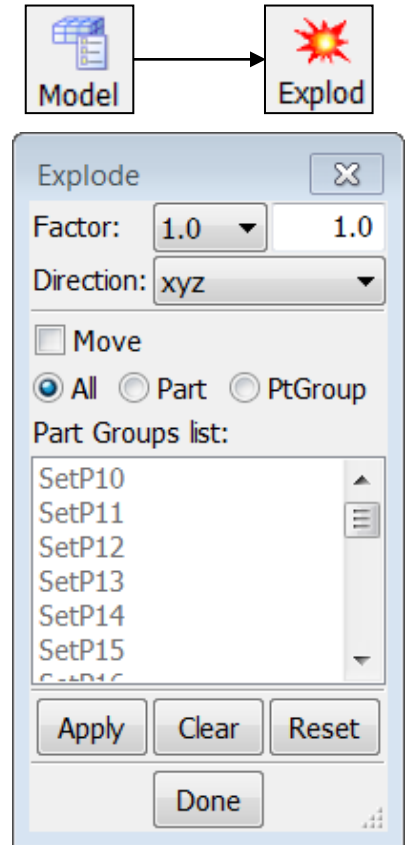 Model Explod
Explode
Factor: 1.0 1.0
Direction: xyz
Move
All Part PtGroup
Part Groups list:
SetP10
SetP11
SetP12
SetP13
SetP14
SetP15
SetP16
Apply Clear Reset
Done